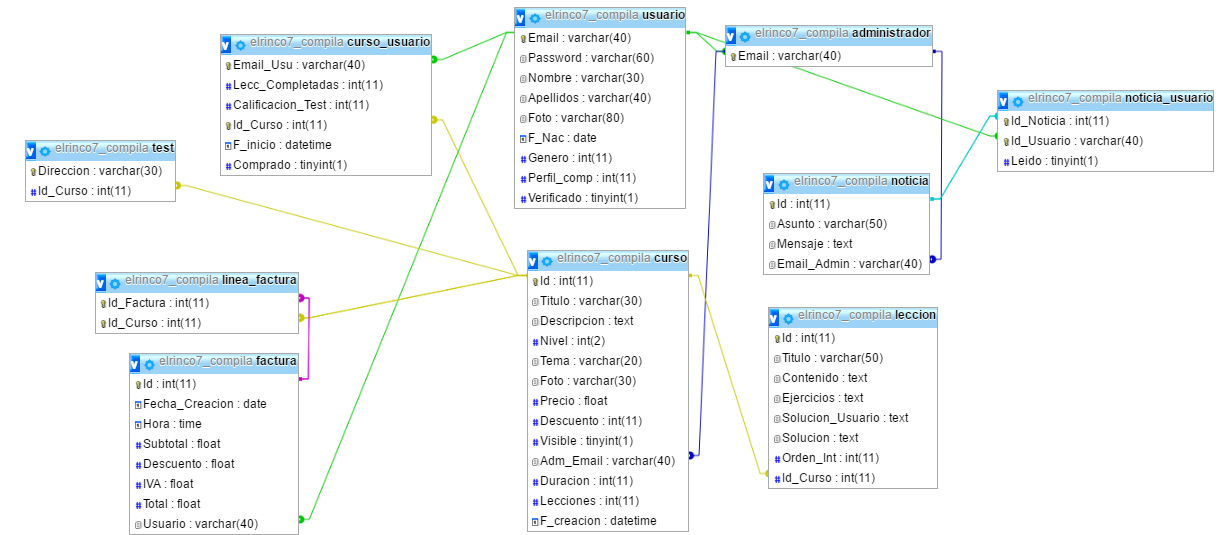 elrinco7_compila usuario
Email : varchar(40)
Password : varchar(60)
Nombre : varchar(30)
Apellidos : varchar(40)
Foto : varchar(80)
F_Nac : date
Genero : int(11)
Perfil_comp : int(11)
Verificado : tinyint(1)
elrinco7_compila administrador
Email : varchar(40)
elrinco7_compila curso_usuario
Email_Usu : varchar(40)
Lecc_Completadas : int(11)
Calificacion_Test : int(11)
Id_Curso : int(11)
F_inicio : datetime
Comprado : tinyint(1)
elrinco7_compila noticia_usuario
Id_Noticia : int(11)
Id_Usuario : varchar(40)
Leido : tinyint(1)
elrinco7_compila test
Direccion : varchar(30)
Id_Curso : int(11)
elrinco7_compila noticia
Id : int(11)
Asunto : varchar(50)
Mensaje : text
Email_Admin : varchar(40)
elrinco7_compila curso
Id : int(11)
Titulo : varchar(30)
Descripcion : text
Nivel : int(2)
Tema : varchar(20)
Foto : varchar(30)
Precio : float
Descuento : int(11)
Visible : tinyint(1)
Adm_Email : varchar(40)
Duracion : int(11)
Lecciones : int(11)
F_creacion : datetime
elrinco7_compila linea_factura
Id_Factura : int(11)
Id_Curso : int(11)
elrinco7_compila leccion
Id : int(11)
Titulo : varchar(50)
Contenido : text
Ejercicios : text
Solucion_Usuario : text
Solucion : text
Orden_Int : int(11)
Id_Curso : int(11)
elrinco7_compila factura
Id : int(11)
Fecha_Creacion : date
Hora : time
Subtotal : float
Descuento : float
IVA : float
Total : float
Usuario : varchar(40)